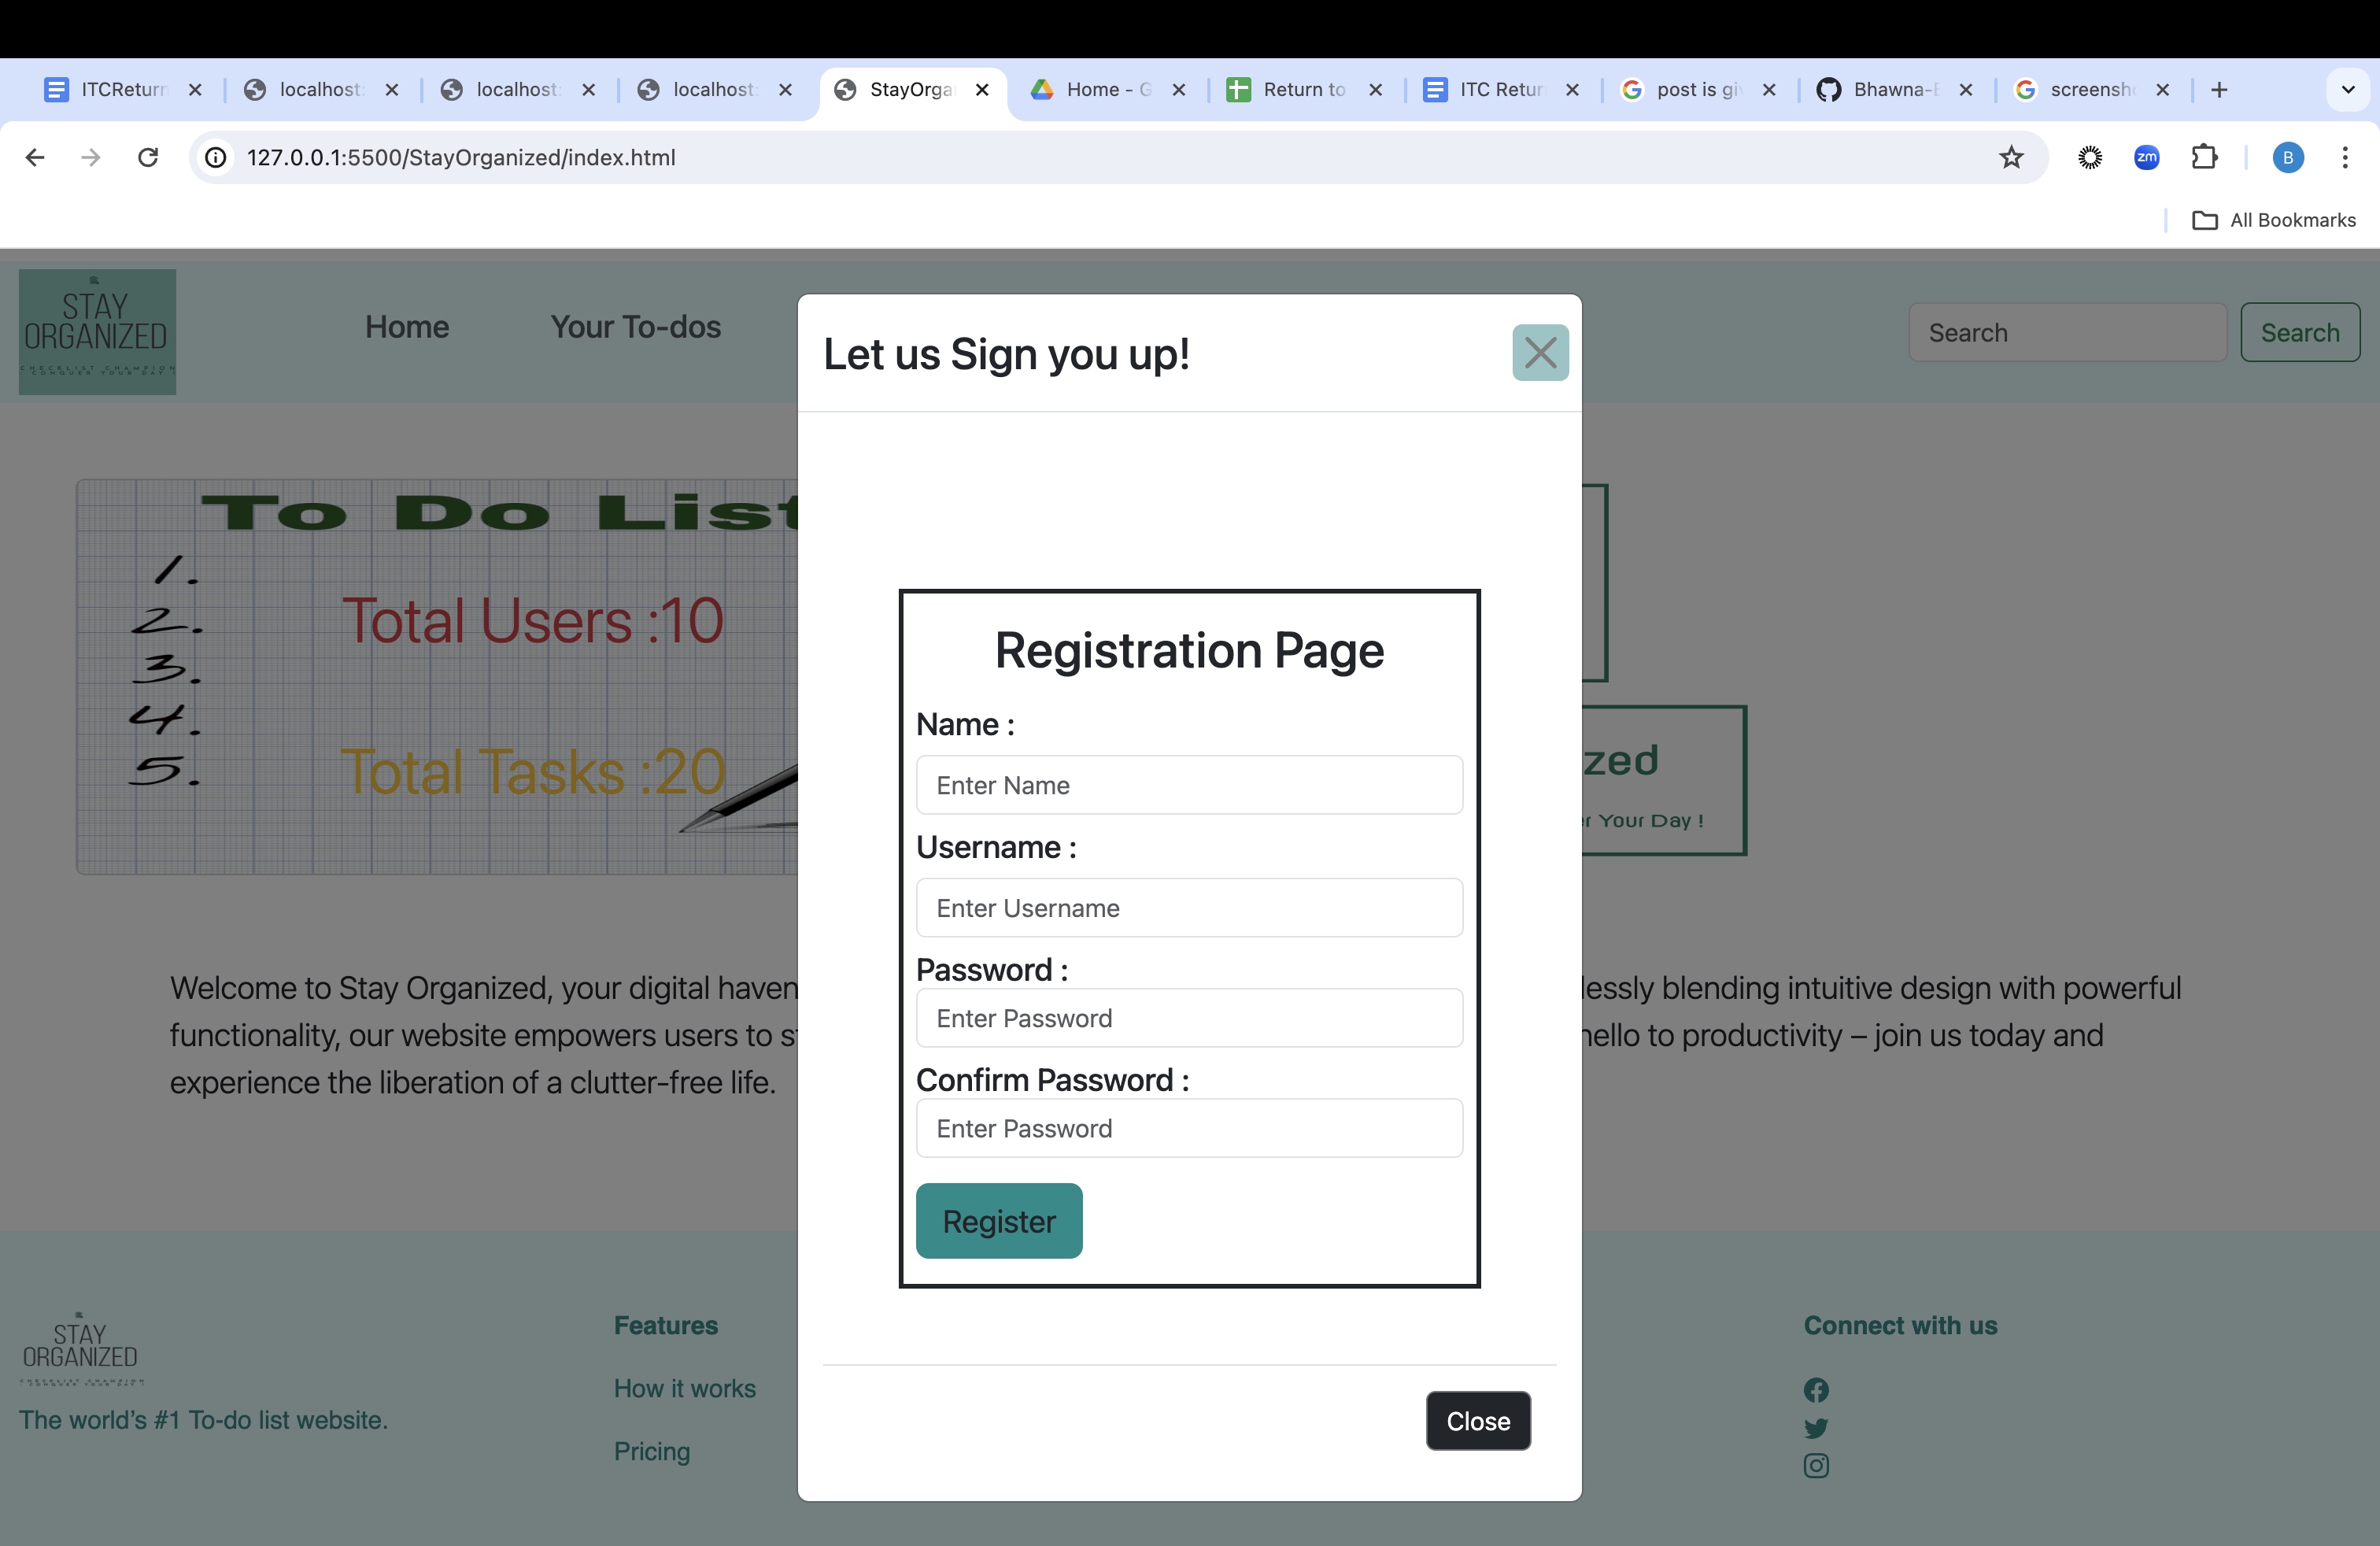 ITCReturn
localhost:
localhost:
localhost:
StayOrga
Home - G
Return to
ITC Retur
post is gi
Bhawna-
screensh
127.0.0.1:5500/StayOrganized/index.html
zm
B
All Bookmarks
STAY
ORGANIZED
CHECKLIST CHAMPION
: CONQUER YOUR DAY !
Home
Your To-dos
Search
Search
Let us Sign you up!
To Do List
1.
2.
3.
4.
5.
Total Users :10
Total Tasks :20
Registration Page
Name :
Enter Name
Username :
Enter Username
Password :
Enter Password
Confirm Password :
Enter Password
Register
Close
zed
r Your Day !
Welcome to Stay Organized, your digital haven
lessly blending intuitive design with powerful
functionality, our website empowers users to s
hello to productivity – join us today and
experience the liberation of a clutter-free life.
STAY
ORGANIZED
The world's #1 To-do list website.
Features
How it works
Pricing
Connect with us